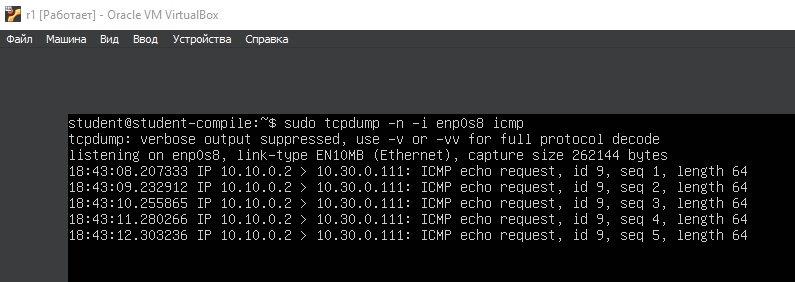 r1 [Работает] - Oracle VM VirtualBox
Файл Машина Вид Ввод Устройства Справка
student@student-compile:~$ sudo tcpdump -n -i enp0s8 icmp
tcpdump: verbose output suppressed, use -v or -vv for full protocol decode
listening on enp0s8, link-type EN10MB (Ethernet), capture size 262144 bytes
18:43:08.207333 IP 10.10.0.2 > 10.30.0.111: ICMP echo request, id 9, seq 1, length 64
18:43:09.232912 IP 10.10.0.2 > 10.30.0.111: ICMP echo request, id 9, seq 2, length 64
18:43:10.255865 IP 10.10.0.2 > 10.30.0.111: ICMP echo request, id 9, seq 3, length 64
18:43:11.280266 IP 10.10.0.2 > 10.30.0.111: ICMP echo request, id 9, seq 4, length 64
18:43:12.303236 IP 10.10.0.2 > 10.30.0.111: ICMP echo request, id 9, seq 5, length 64